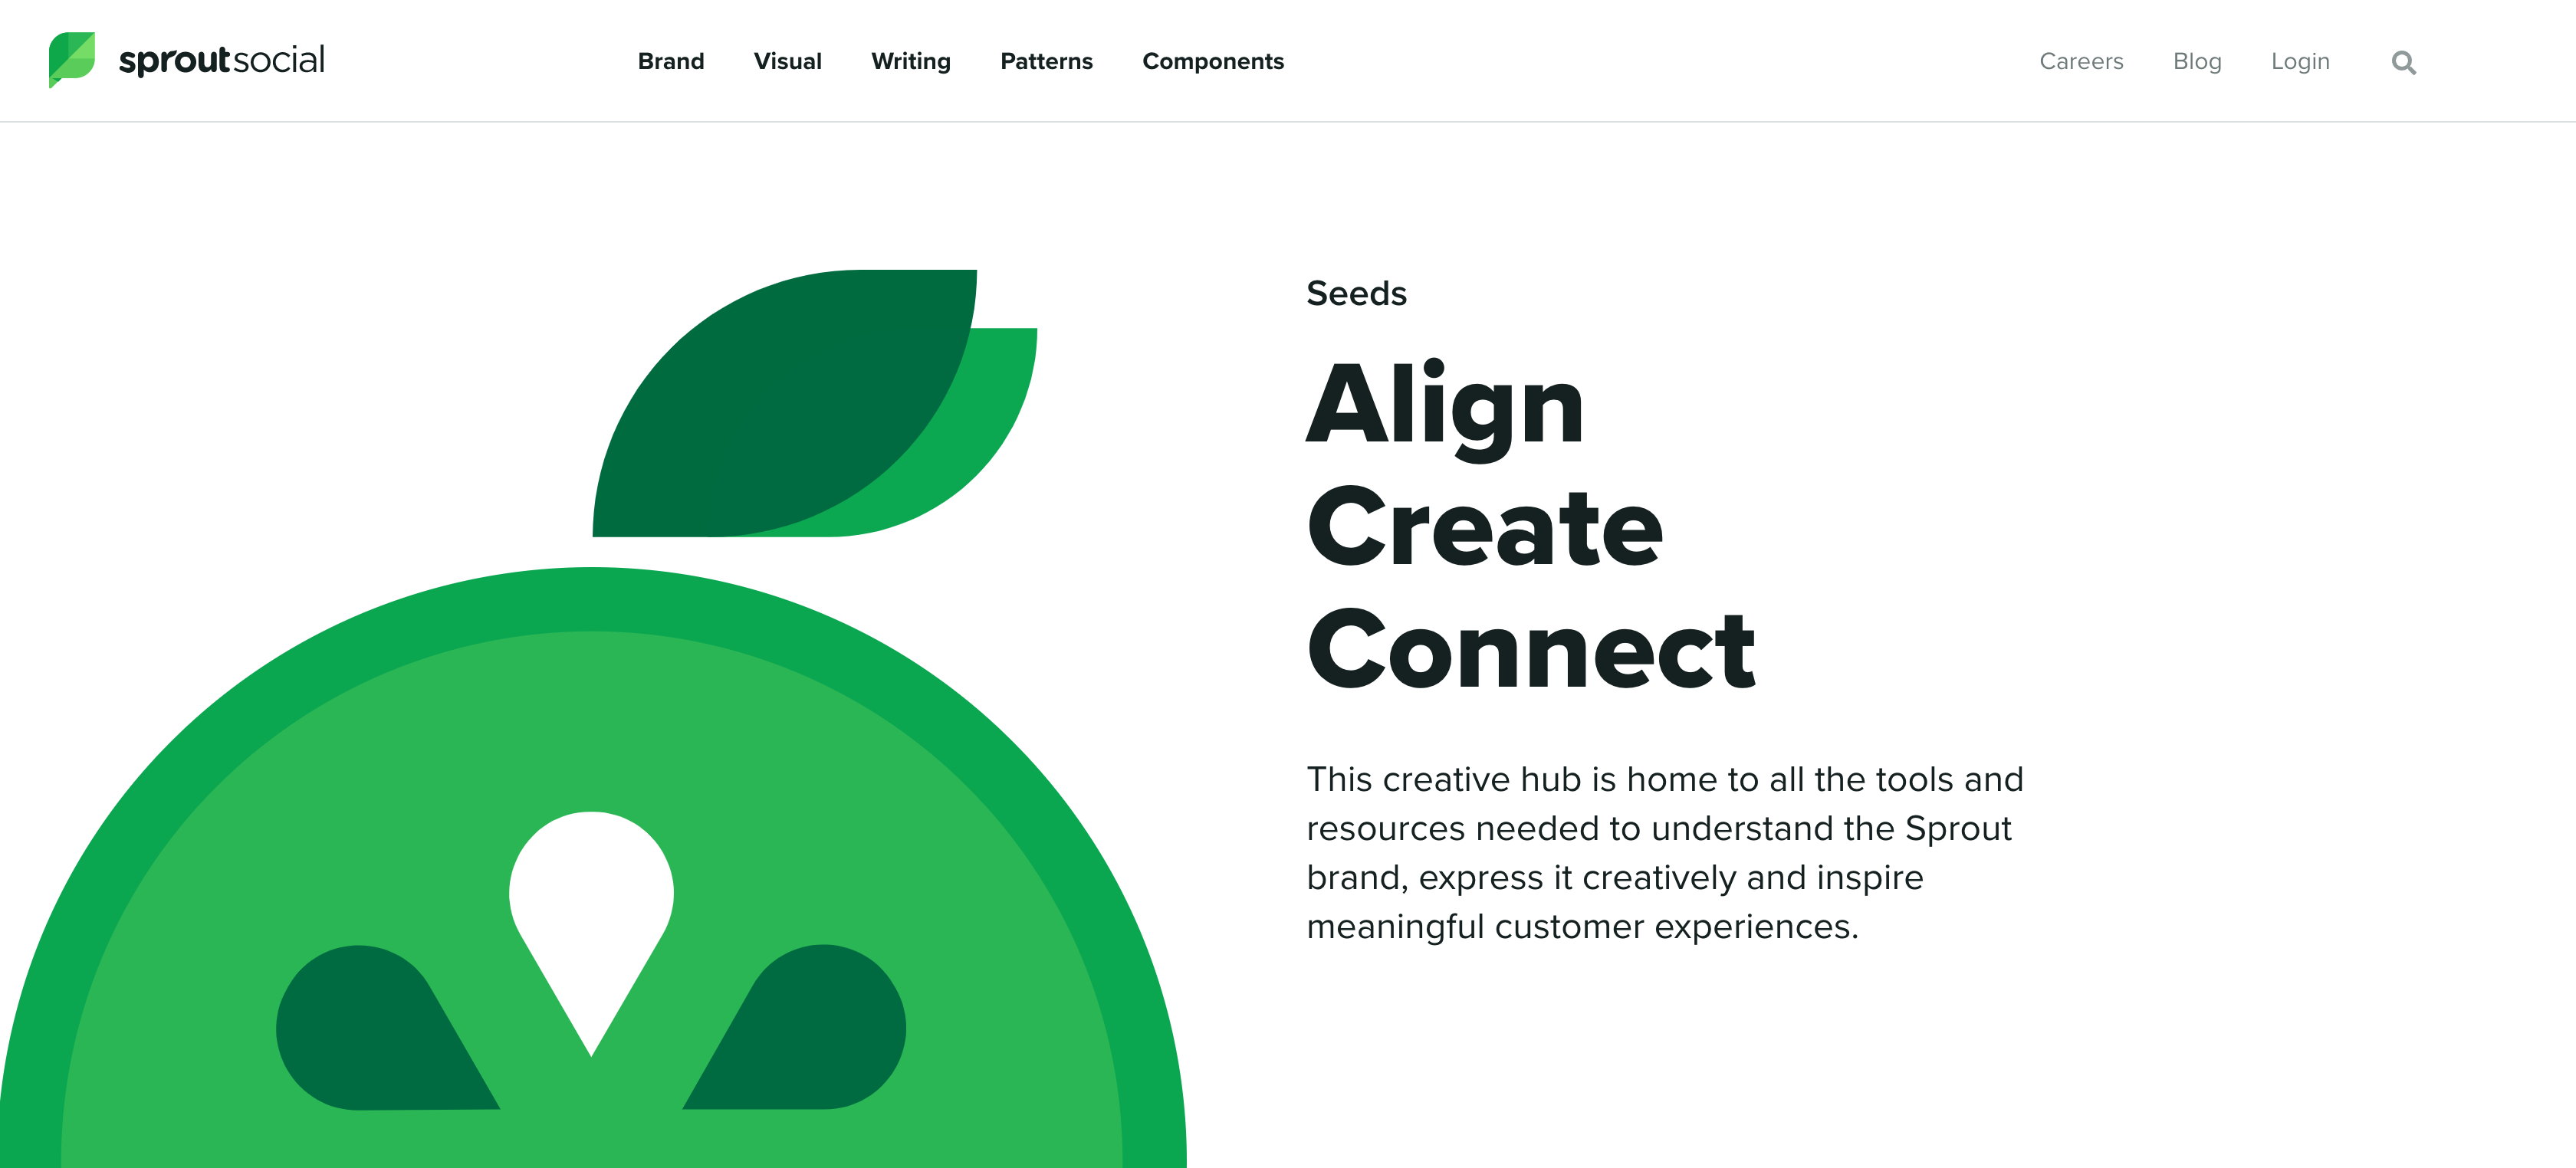 sproutsocial
Brand Visual Writing Patterns Components
Careers Blog Login
Seeds
Align
Create
Connect
This creative hub is home to all the tools and
resources needed to understand the Sprout
brand, express it creatively and inspire
meaningful customer experiences.